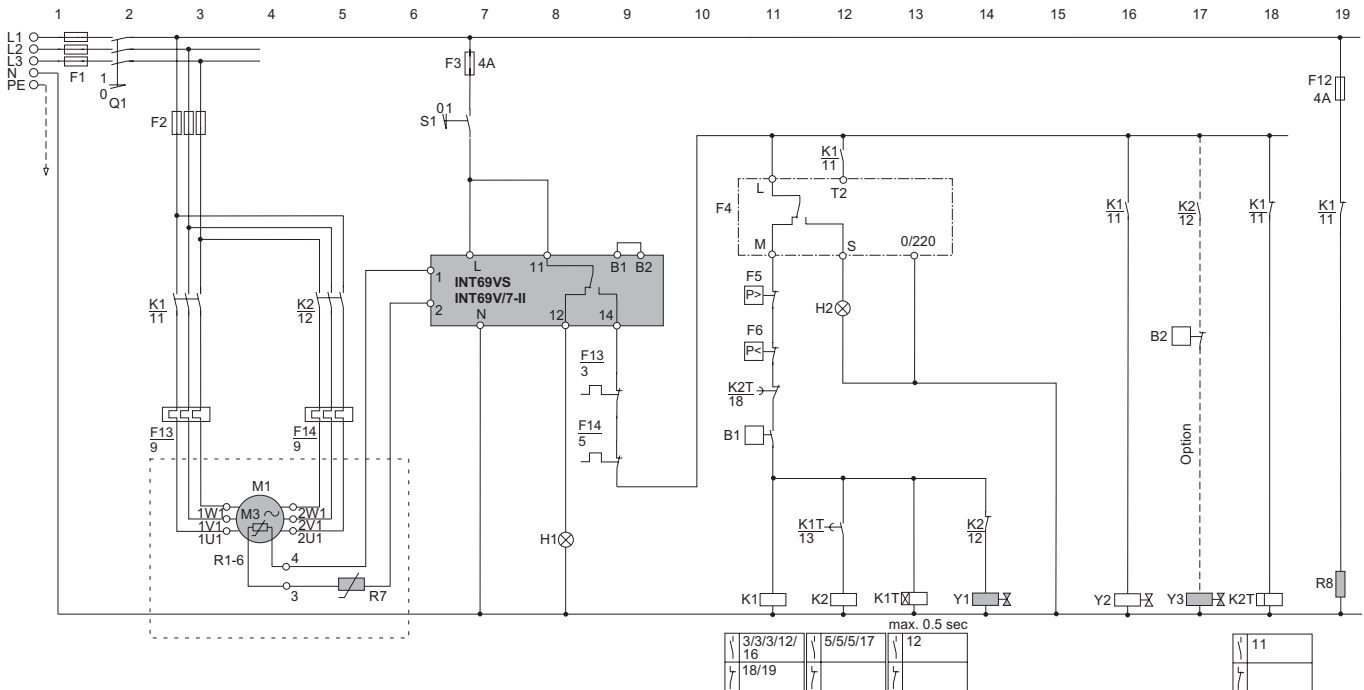 1 2 3 4 5 6 7 8 9 10 11 12 13 14 15 16 17 18 19
L1
L2
L3
N
PE
F1
1
0
Q1
F2
F3 4A
01
S1
F12
4A
K1
11
L
T2
F4
M
S
0/220
K1
11
K2
12
K1
11
K1
11
1
2
L
11
B1 B2
INT69VS
INT69V/7-II
N
12
14
F5
P>
H2
F6
P<
B2
K1
11
K2
12
F13
3
K2T
18
F14
5
B1
Option
F13
9
F14
9
M1
M3
1W1
1V1
1U1
2W1
2V1
2U1
R1-6
4
3
R7
H1
K1T
13
K2
12
R8
K1
K2
K1T
Y1
Y2
Y3
K2T
max. 0.5 sec
3/3/3/12/
16
5/5/5/17
12
11
18/19